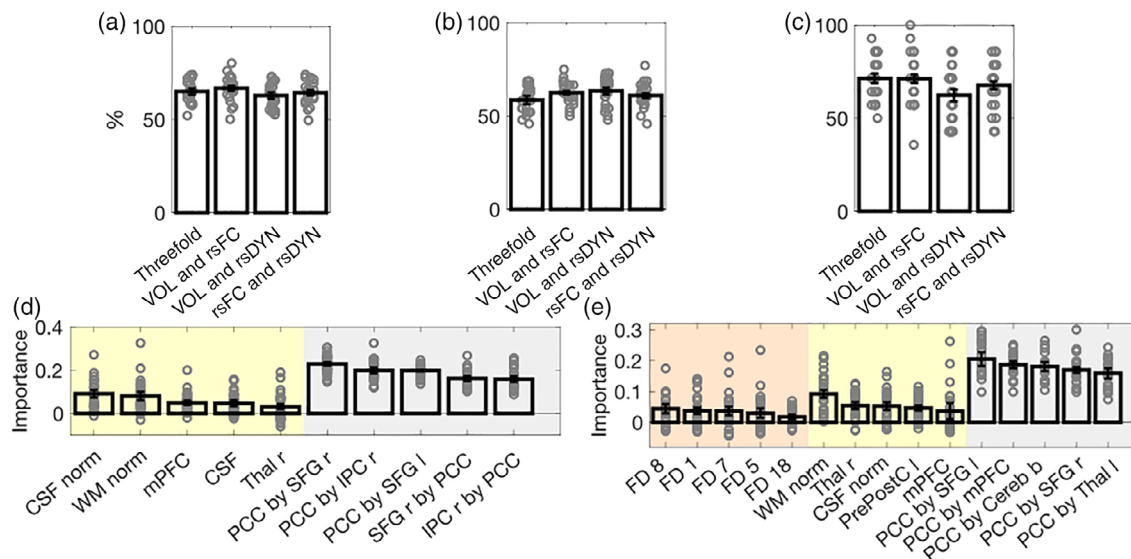 (a)
100
50
0
%
Threefold
VOL and rsFC
VOL and rsDYN
rsFC and rsDYN
(b)
100
50
0
Threefold
VOL and rsFC
VOL and rsDYN
rsFC and rsDYN
(c)
100
50
0
Threefold
VOL and rsFC
VOL and rsDYN
rsFC and rsDYN
(d)
Importance
0.4
0.2
0
CSF norm
WM norm
mPFC
CSF
Thal r
PCC by SFG r
PCC by IPC r
PCC by SFG l
SFG r by PCC
IPC r by PCC
(e)
Importance
0.3
0.2
0.1
0
FD 8
FD 1
FD 7
FD 5
FD 18
WM norm
Thal r
CSF norm
PrePostC l
mPFC
PCC by SFG l
PCC by mPFC
PCC by Cereb b
PCC by SFG r
PCC by Thal l